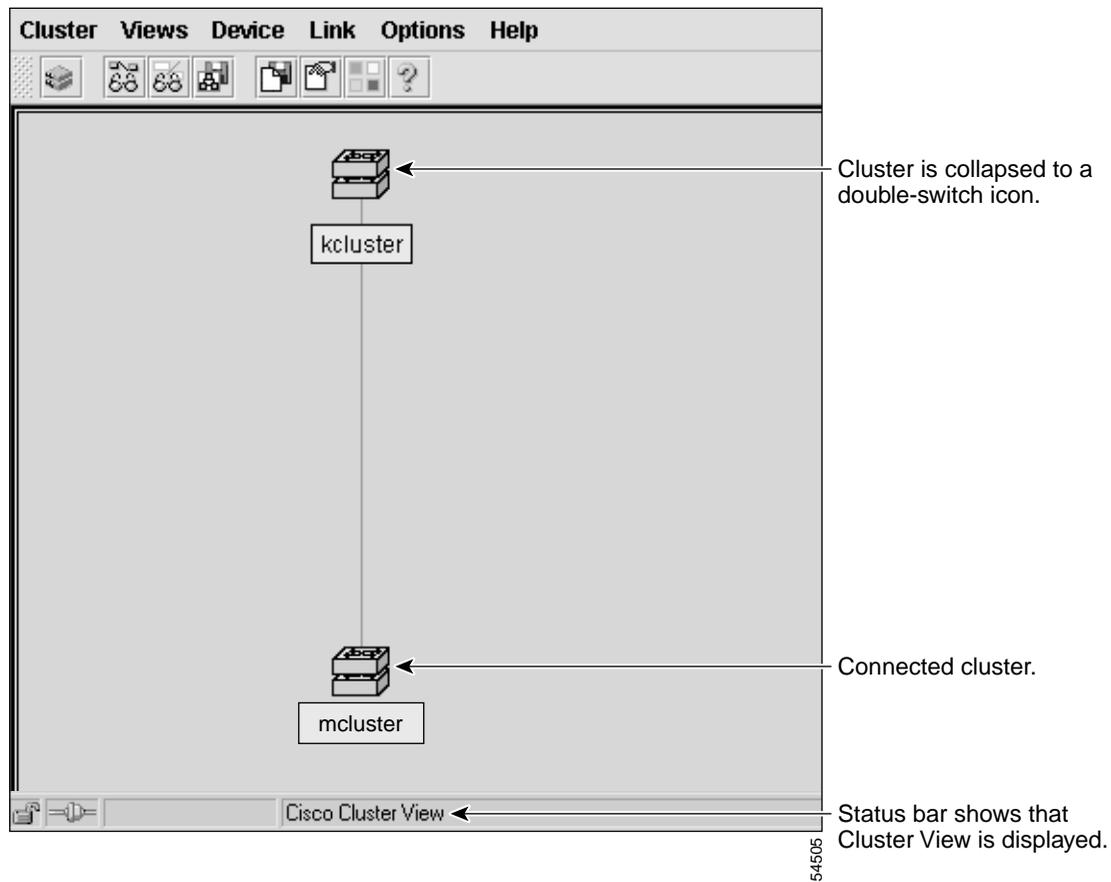 Cluster Views Device Link Options Help
Cluster is collapsed to a
double-switch icon.
kcluster
Connected cluster.
mcluster
Cisco Cluster View
Status bar shows that
Cluster View is displayed.
54505